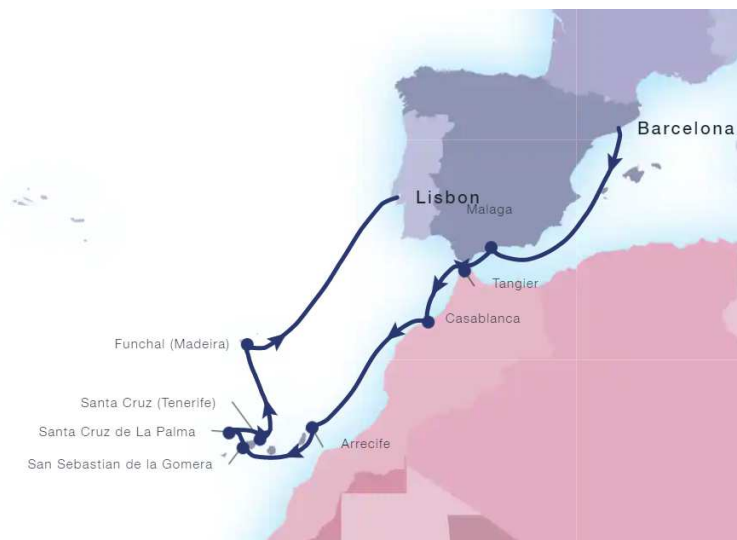 Barcelona
Lisbon
Malaga
Tangier
Casablanca
Funchal (Madeira)
Santa Cruz (Tenerife)
Santa Cruz de La Palma
Arrecife
San Sebastian de la Gomera